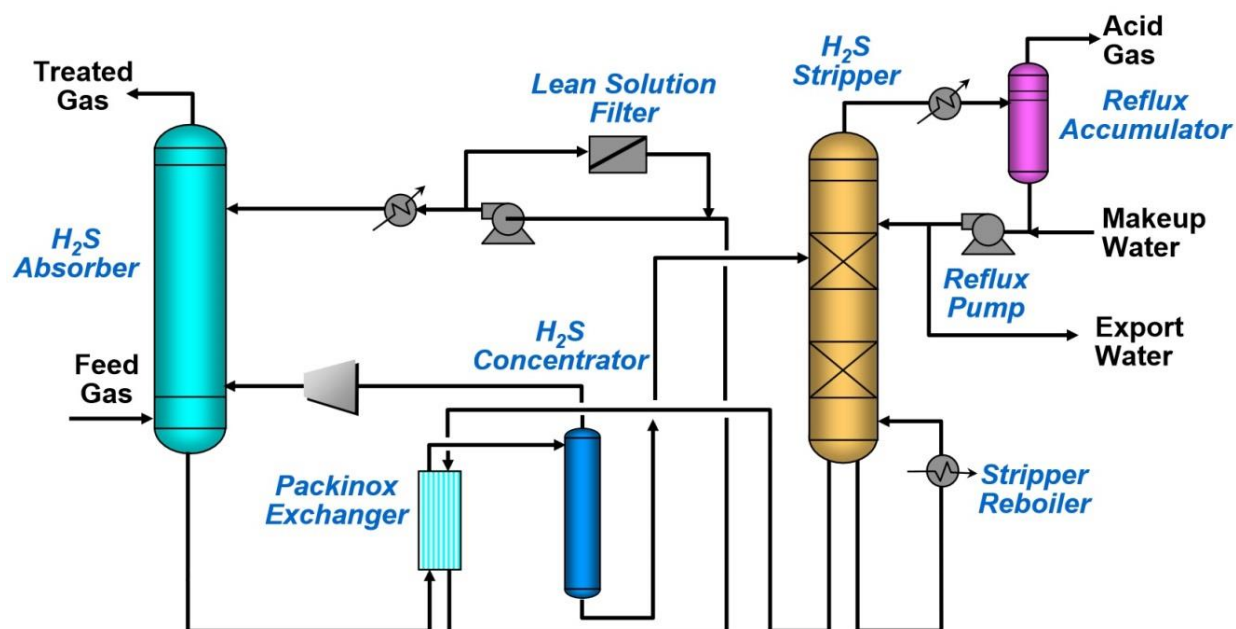 Treated
Gas
H₂S
Absorber
Feed
Gas
Lean Solution
Filter
H₂S
Concentrator
Packinox
Exchanger
H₂S
Stripper
Acid
Gas
Reflux
Accumulator
Makeup
Water
Reflux
Pump
Export
Water
Stripper
Reboiler